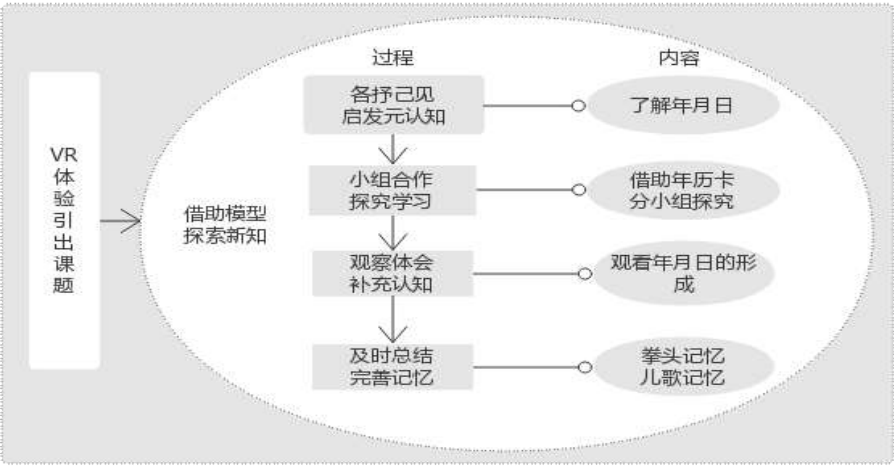 过程
内容
VR
体
验
引
出
课
题
借助模型
探索新知
各抒己见
启发元认知
了解年月日
小组合作
探究学习
借助年历卡
分小组探究
观察体会
补充认知
观看年月日的形
成
及时总结
完善记忆
拳头记忆
儿歌记忆